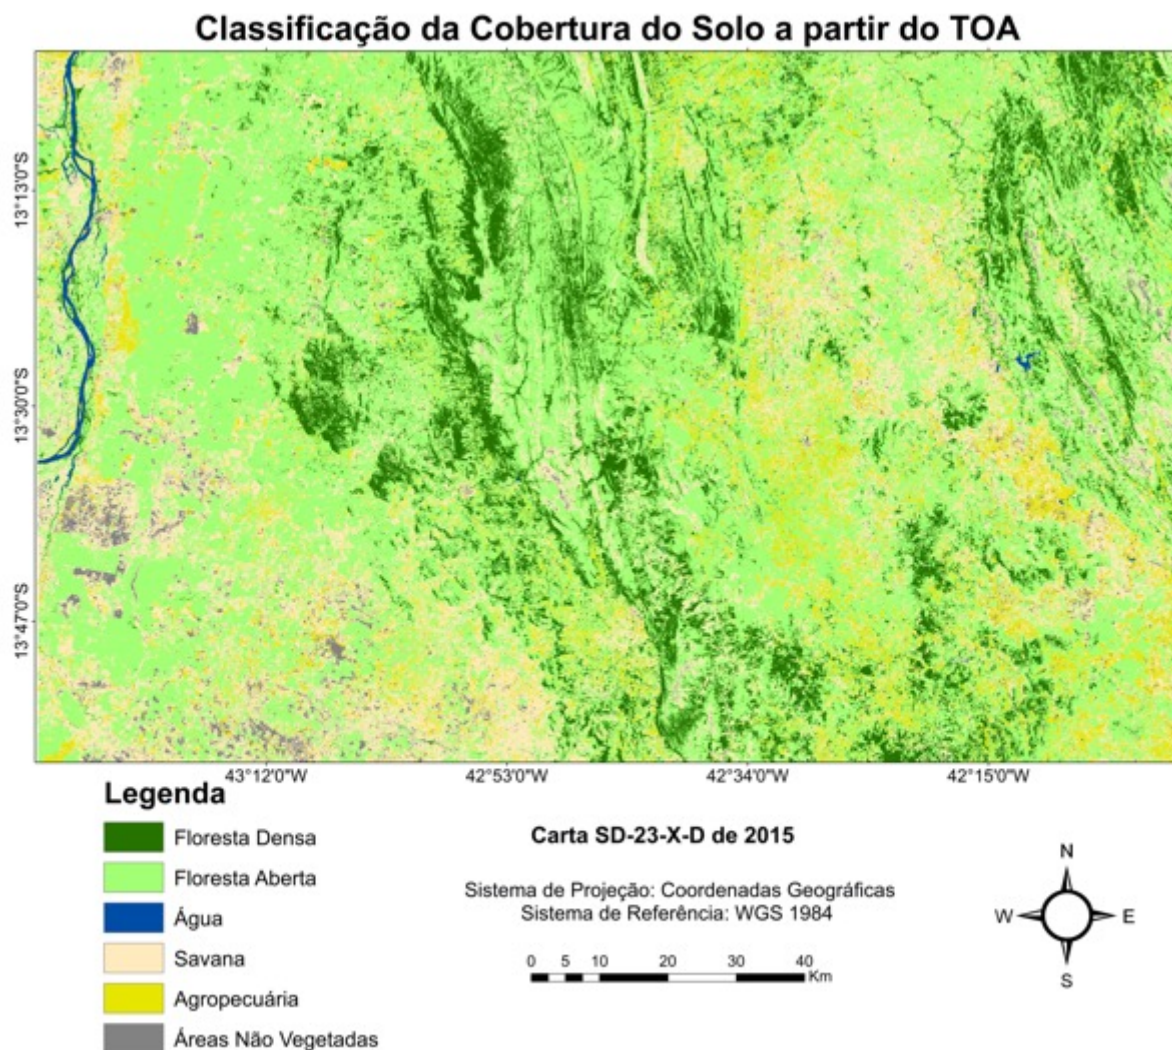 Classificação da Cobertura do Solo a partir do TOA
13°13'0"S
13°30'0"S
13°47'0"S
43°12'0"W 42°53'0"W 42°34'0"W 42°15'0"W
Legenda
Floresta Densa
Floresta Aberta
Água
Savana
Agropecuária
Áreas Não Vegetadas
Carta SD-23-X-D de 2015
Sistema de Projeção: Coordenadas Geográficas
Sistema de Referência: WGS 1984
0 5 10 20 30 40
Km
N
W E
S